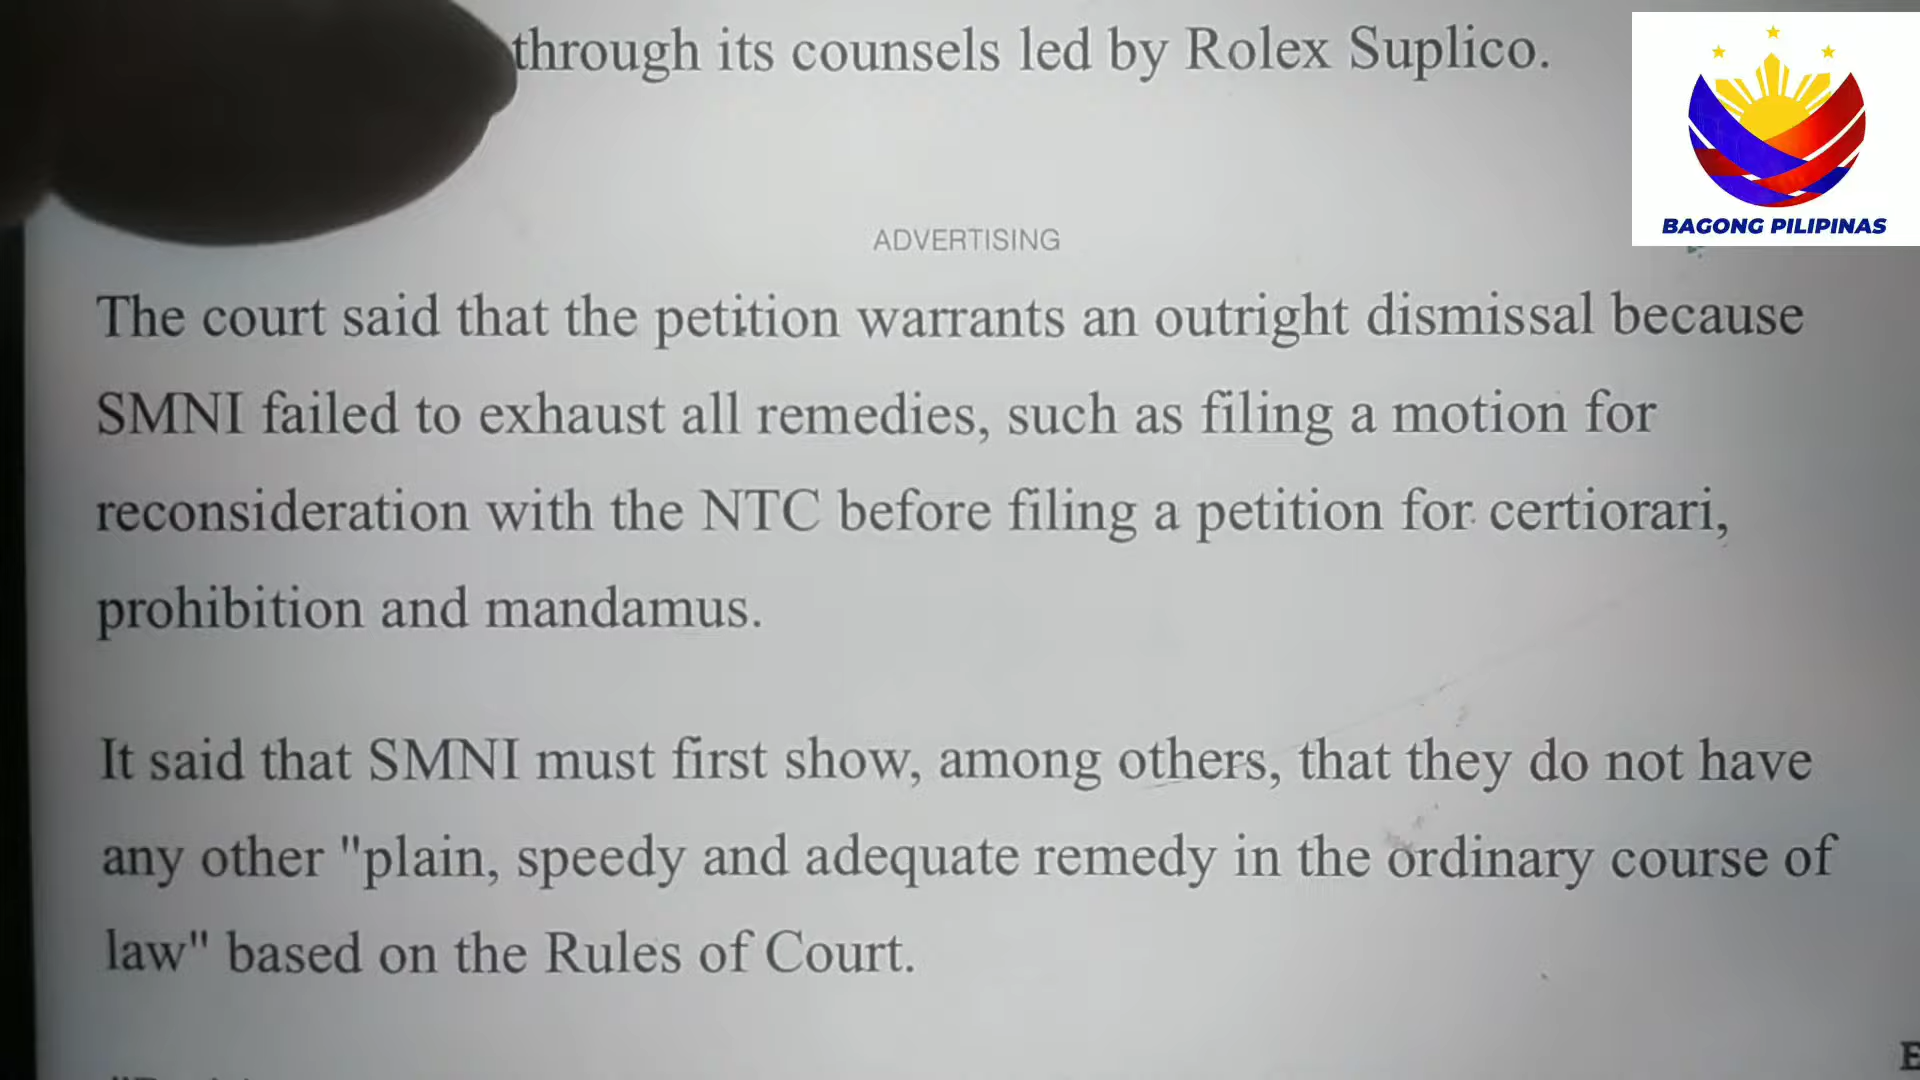 through its counsels led by Rolex Suplico.
BAGONG PILIPINAS
ADVERTISING
The court said that the petition warrants an outright dismissal because
SMNI failed to exhaust all remedies, such as filing a motion for
reconsideration with the NTC before filing a petition for certiorari,
prohibition and mandamus.
It said that SMNI must first show, among others, that they do not have
any other "plain, speedy and adequate remedy in the ordinary course of
law" based on the Rules of Court.